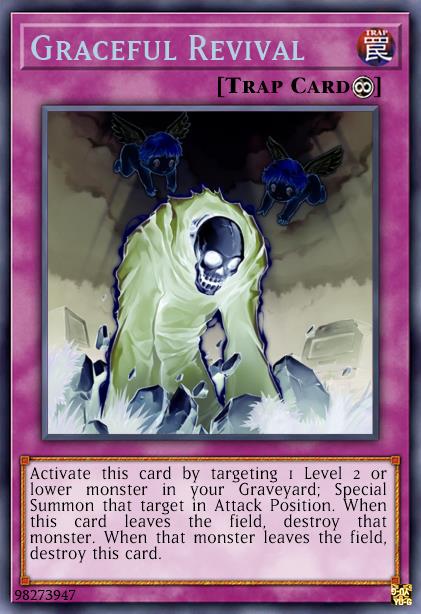 Graceful Revival
TRAP
罠
[Trap Card]
Activate this card by targeting 1 Level 2 or
lower monster in your Graveyard; Special
Summon that target in Attack Position. When
this card leaves the field, destroy that
monster. When that monster leaves the field,
destroy this card.
98273947